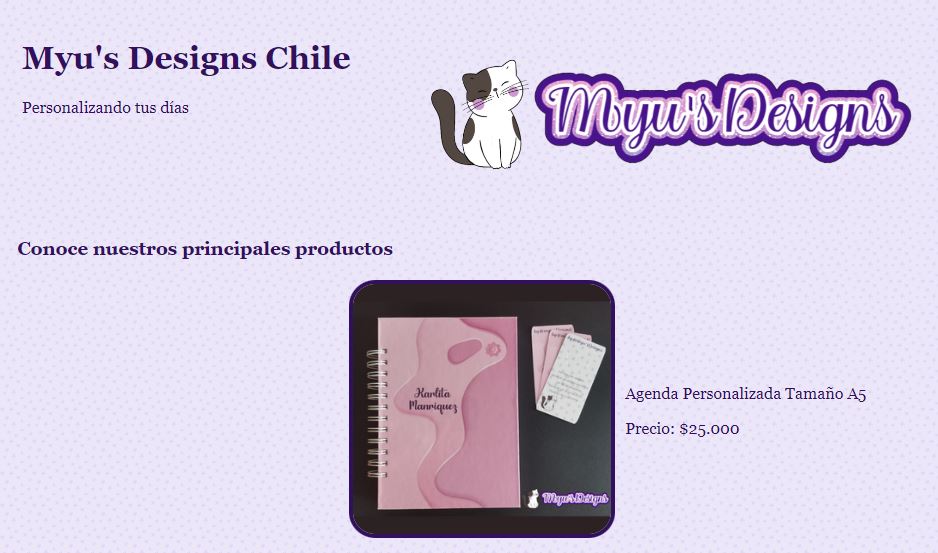 Myu's Designs Chile
Personalizando tus días
Myu's Designs
Conoce nuestros principales productos
Karlita
Manriquez
Myu's Designs
Agenda Personalizada Tamaño A5
Precio: $25.000